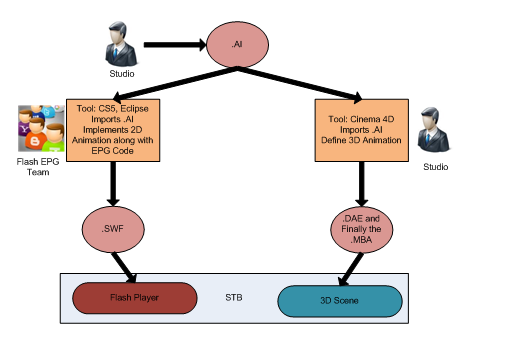 .AI
Studio
Tool: CS5, Eclipse
Imports .AI
Implements 2D
Animation along with
EPG Code
Tool: Cinema 4D
Imports .AI
Define 3D Animation
Flash EPG
Team
Studio
.SWF
.DAE and
Finally the
.MBA
Flash Player
STB
3D Scene